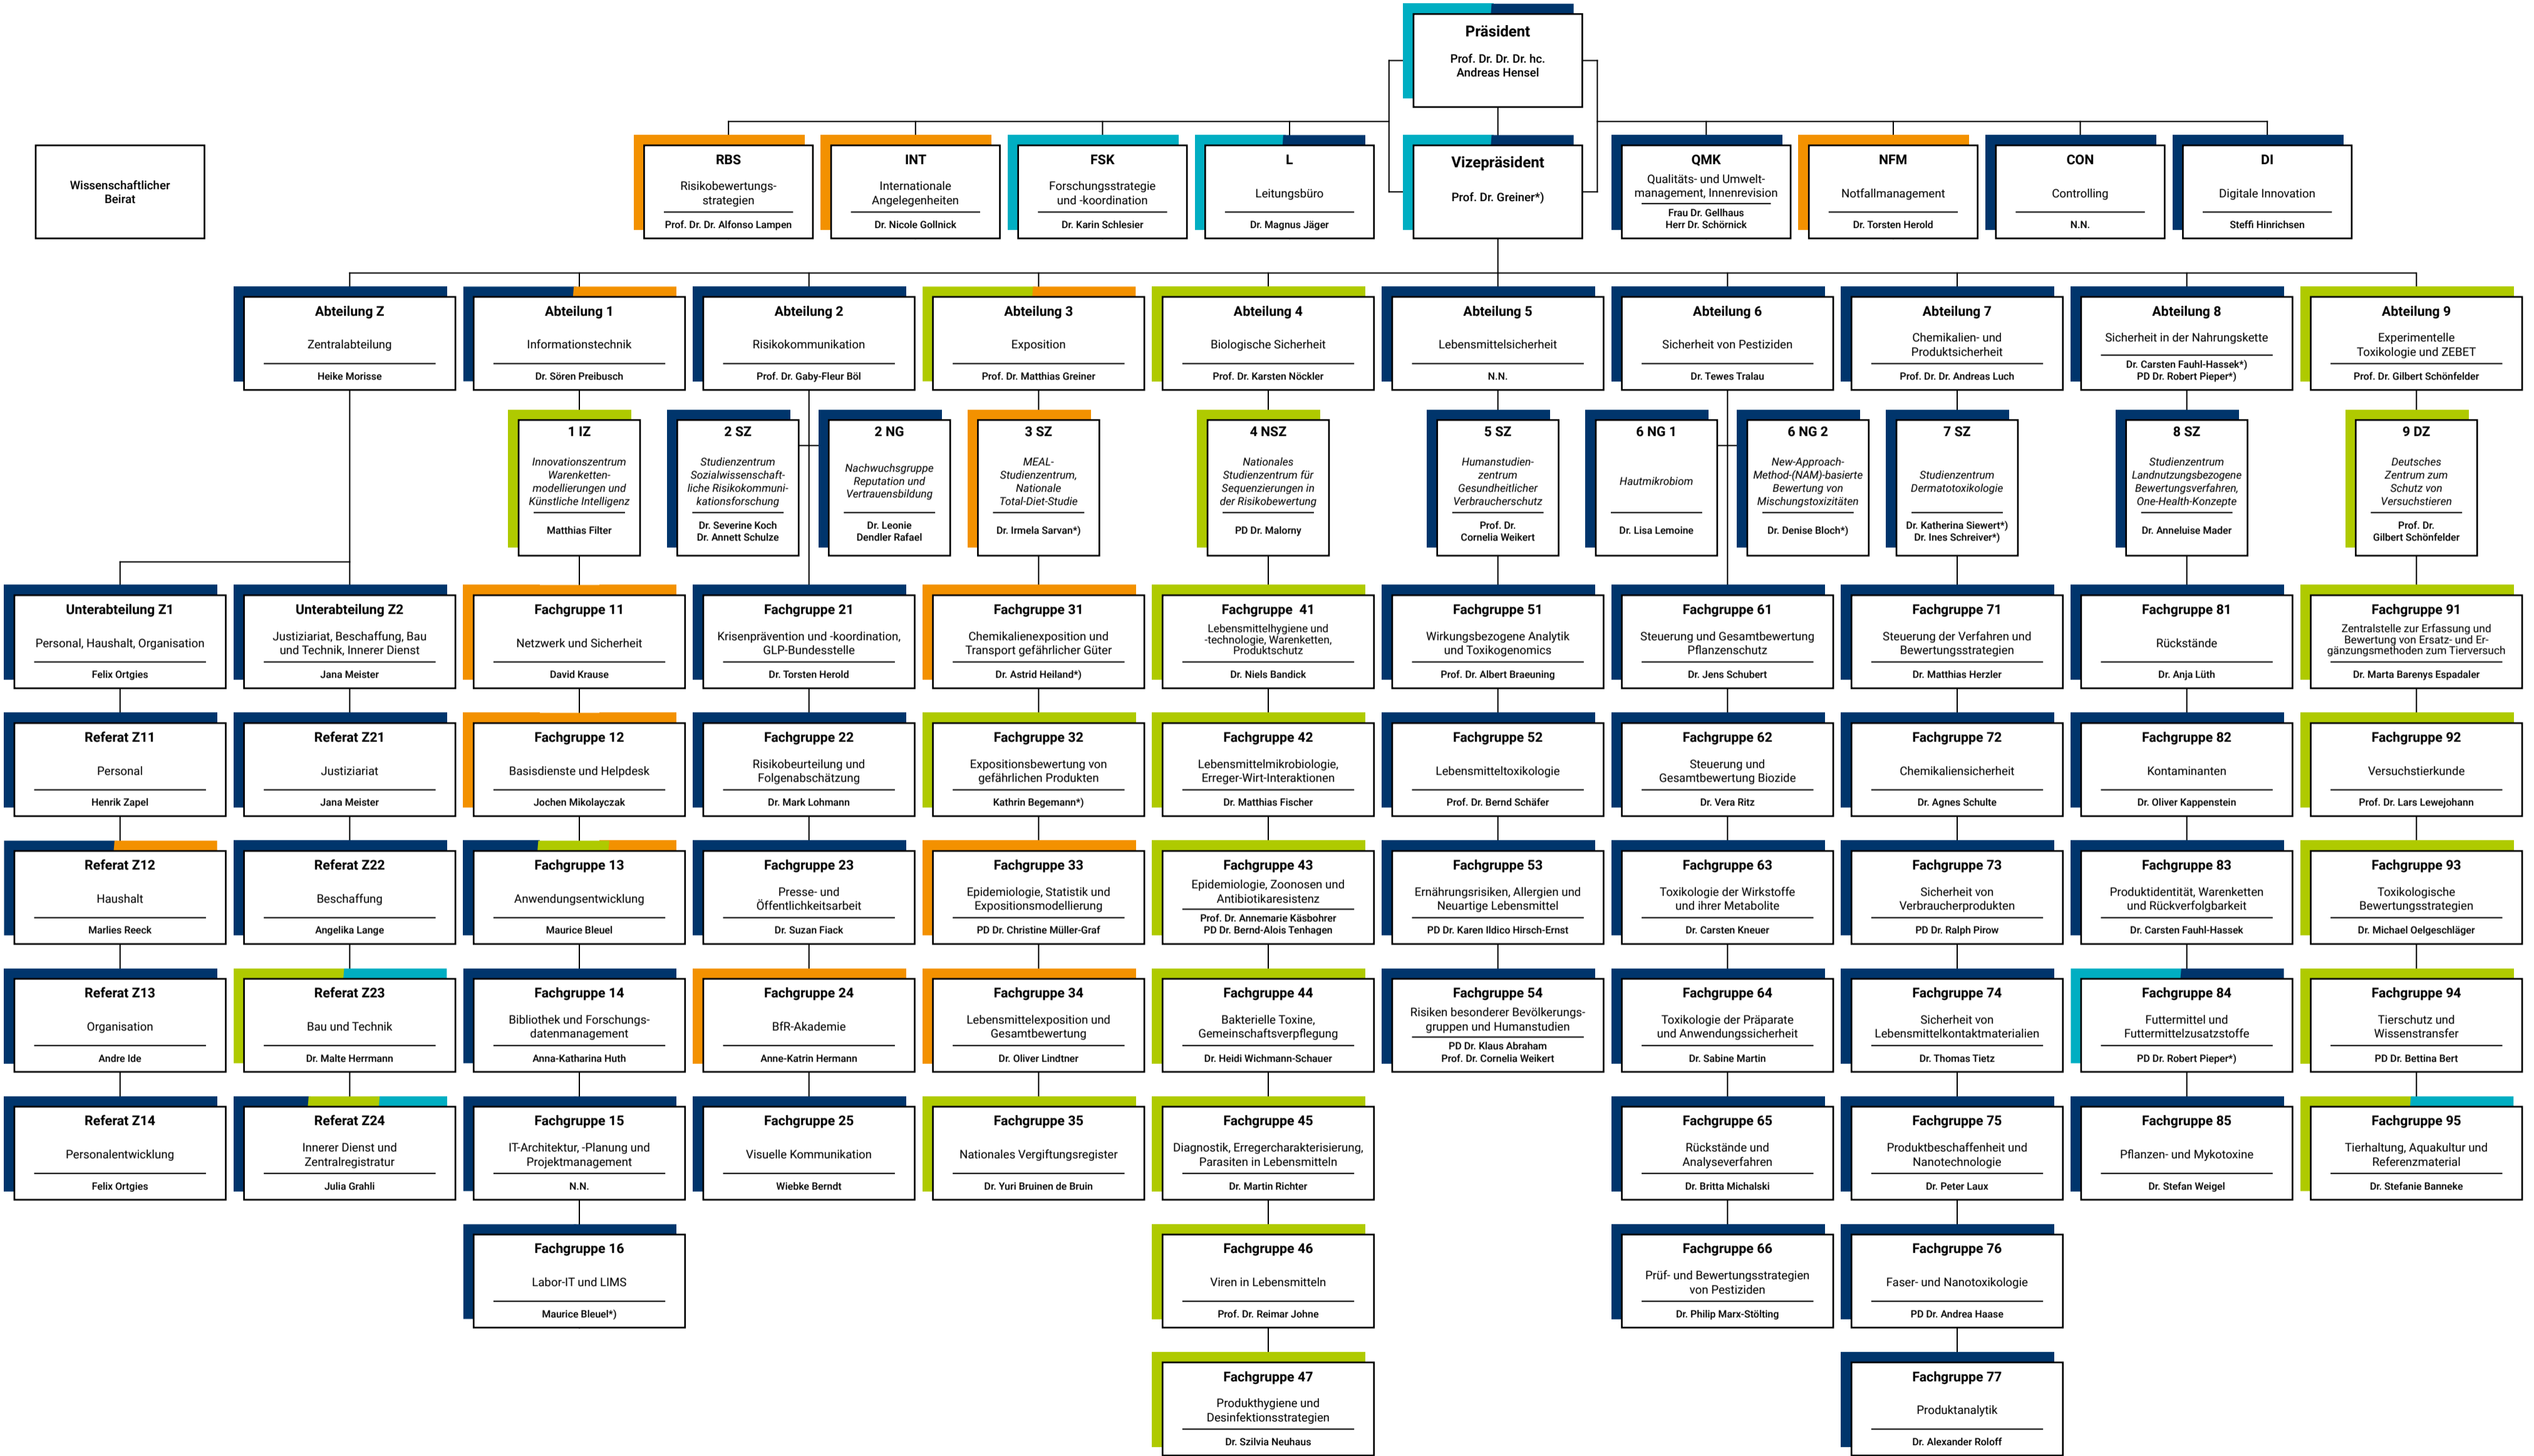 Präsident
Prof. Dr. Dr. Dr. hc.
Andreas Hensel
Wissenschaftlicher
Beirat
RBS
Risikobewertungs-
strategien
Prof. Dr. Dr. Alfonso Lampen
INT
Internationale
Angelegenheiten
Dr. Nicole Gollnick
FSK
Forschungsstrategie
und -koordination
Dr. Karin Schlesier
L
Leitungsbüro
Dr. Magnus Jäger
Vizepräsident
Prof. Dr. Greiner*)
QMK
Qualitäts- und Umwelt-
management, Innenrevision
Frau Dr. Gellhaus
Herr Dr. Schörnick
NFM
Notfallmanagement
Dr. Torsten Herold
CON
Controlling
N.N.
DI
Digitale Innovation
Steffi Hinrichsen
Abteilung Z
Zentralabteilung
Heike Morisse
Abteilung 1
Informationstechnik
Dr. Sören Preibusch
Abteilung 2
Risikokommunikation
Prof. Dr. Gaby-Fleur Böl
Abteilung 3
Exposition
Prof. Dr. Matthias Greiner
Abteilung 4
Biologische Sicherheit
Prof. Dr. Karsten Nöckler
Abteilung 5
Lebensmittelsicherheit
N.N.
Abteilung 6
Sicherheit von Pestiziden
Dr. Tewes Tralau
Abteilung 7
Chemikalien- und
Produktsicherheit
Prof. Dr. Dr. Andreas Luch
Abteilung 8
Sicherheit in der Nahrungskette
Dr. Carsten Fauhl-Hassek*)
PD Dr. Robert Pieper*)
Abteilung 9
Experimentelle
Toxikologie und ZEBET
Prof. Dr. Gilbert Schönfelder
1 IZ
Innovationszentrum
Warenketten-
modellierungen und
Künstliche Intelligenz
Matthias Filter
2 SZ
Studienzentrum
Sozialwissenschaft-
liche Risikokommuni-
kationsforschung
Dr. Severine Koch
Dr. Annett Schulze
2 NG
Nachwuchsgruppe
Reputation und
Vertrauensbildung
Dr. Leonie
Dendler Rafael
3 SZ
MEAL-
Studienzentrum,
Nationale
Total-Diet-Studie
Dr. Irmela Sarvan*)
4 NSZ
Nationales
Studienzentrum für
Sequenzierungen in
der Risikobewertung
PD Dr. Malorny
5 SZ
Humanstudien-
zentrum
Gesundheitlicher
Verbraucherschutz
Prof. Dr.
Cornelia Weikert
6 NG 1
Hautmikrobiom
Dr. Lisa Lemoine
6 NG 2
New-Approach-
Method-(NAM)-basierte
Bewertung von
Mischungstoxizitäten
Dr. Denise Bloch*)
7 SZ
Studienzentrum
Dermatotoxikologie
Dr. Katherina Siewert*)
Dr. Ines Schreiver*)
8 SZ
Studienzentrum
Landnutzungsbezogene
Bewertungsverfahren,
One-Health-Konzepte
Dr. Anneluise Mader
9 DZ
Deutsches
Zentrum zum
Schutz von
Versuchstieren
Prof. Dr.
Gilbert Schönfelder
Unterabteilung Z1
Personal, Haushalt, Organisation
Felix Ortgies
Unterabteilung Z2
Justiziariat, Beschaffung, Bau
und Technik, Innerer Dienst
Jana Meister
Fachgruppe 11
Netzwerk und Sicherheit
David Krause
Fachgruppe 21
Krisenprävention und -koordination,
GLP-Bundesstelle
Dr. Torsten Herold
Fachgruppe 31
Chemikalienexposition und
Transport gefährlicher Güter
Dr. Astrid Heiland*)
Fachgruppe 41
Lebensmittelhygiene und
-technologie, Warenketten,
Produktschutz
Dr. Niels Bandick
Fachgruppe 51
Wirkungsbezogene Analytik
und Toxikogenomics
Prof. Dr. Albert Braeuning
Fachgruppe 61
Steuerung und Gesamtbewertung
Pflanzenschutz
Dr. Jens Schubert
Fachgruppe 71
Steuerung der Verfahren und
Bewertungsstrategien
Dr. Matthias Herzler
Fachgruppe 81
Rückstände
Dr. Anja Lüth
Fachgruppe 91
Zentralstelle zur Erfassung und
Bewertung von Ersatz- und Er-
gänzungsmethoden zum Tierversuch
Dr. Marta Barenys Espadaler
Referat Z11
Personal
Henrik Zapel
Referat Z21
Justiziariat
Jana Meister
Fachgruppe 12
Basisdienste und Helpdesk
Jochen Mikolayczak
Fachgruppe 22
Risikobeurteilung und
Folgenabschätzung
Dr. Mark Lohmann
Fachgruppe 32
Expositionsbewertung von
gefährlichen Produkten
Kathrin Begemann*)
Fachgruppe 42
Lebensmittelmikrobiologie,
Erreger-Wirt-Interaktionen
Dr. Matthias Fischer
Fachgruppe 52
Lebensmitteltoxikologie
Prof. Dr. Bernd Schäfer
Fachgruppe 62
Steuerung und
Gesamtbewertung Biozide
Dr. Vera Ritz
Fachgruppe 72
Chemikaliensicherheit
Dr. Agnes Schulte
Fachgruppe 82
Kontaminanten
Dr. Oliver Kappenstein
Fachgruppe 92
Versuchstierkunde
Prof. Dr. Lars Lewejohann
Referat Z12
Haushalt
Marlies Reeck
Referat Z22
Beschaffung
Angelika Lange
Fachgruppe 13
Anwendungsentwicklung
Maurice Bleuel
Fachgruppe 23
Presse- und
Öffentlichkeitsarbeit
Dr. Suzan Fiack
Fachgruppe 33
Epidemiologie, Statistik und
Expositionsmodellierung
PD Dr. Christine Müller-Graf
Fachgruppe 43
Epidemiologie, Zoonosen und
Antibiotikaresistenz
Prof. Dr. Annemarie Käsbohrer
PD Dr. Bernd-Alois Tenhagen
Fachgruppe 53
Ernährungsrisiken, Allergien und
Neuartige Lebensmittel
PD Dr. Karen Ildico Hirsch-Ernst
Fachgruppe 63
Toxikologie der Wirkstoffe
und ihrer Metabolite
Dr. Carsten Kneuer
Fachgruppe 73
Sicherheit von
Verbraucherprodukten
PD Dr. Ralph Pirow
Fachgruppe 83
Produktidentität, Warenketten
und Rückverfolgbarkeit
Dr. Carsten Fauhl-Hassek
Fachgruppe 93
Toxikologische
Bewertungsstrategien
Dr. Michael Oelgeschläger
Referat Z13
Organisation
Andre Ide
Referat Z23
Bau und Technik
Dr. Malte Herrmann
Fachgruppe 14
Bibliothek und Forschungs-
datenmanagement
Anna-Katharina Huth
Fachgruppe 24
BfR-Akademie
Anne-Katrin Hermann
Fachgruppe 34
Lebensmittelexposition und
Gesamtbewertung
Dr. Oliver Lindtner
Fachgruppe 44
Bakterielle Toxine,
Gemeinschaftsverpflegung
Dr. Heidi Wichmann-Schauer
Fachgruppe 54
Risiken besonderer Bevölkerungs-
gruppen und Humanstudien
PD Dr. Klaus Abraham
Prof. Dr. Cornelia Weikert
Fachgruppe 64
Toxikologie der Präparate
und Anwendungssicherheit
Dr. Sabine Martin
Fachgruppe 74
Sicherheit von
Lebensmittelkontaktmaterialien
Dr. Thomas Tietz
Fachgruppe 84
Futtermittel und
Futtermittelzusatzstoffe
PD Dr. Robert Pieper*)
Fachgruppe 94
Tierschutz und
Wissenstransfer
PD Dr. Bettina Bert
Referat Z14
Personalentwicklung
Felix Ortgies
Referat Z24
Innerer Dienst und
Zentralregistratur
Julia Grahli
Fachgruppe 15
IT-Architektur, -Planung und
Projektmanagement
N.N.
Fachgruppe 25
Visuelle Kommunikation
Wiebke Berndt
Fachgruppe 35
Nationales Vergiftungsregister
Dr. Yuri Bruinen de Bruin
Fachgruppe 45
Diagnostik, Erregercharakterisierung,
Parasiten in Lebensmitteln
Dr. Martin Richter
Fachgruppe 65
Rückstände und
Analyseverfahren
Dr. Britta Michalski
Fachgruppe 75
Produktbeschaffenheit und
Nanotechnologie
Dr. Peter Laux
Fachgruppe 85
Pflanzen- und Mykotoxine
Dr. Stefan Weigel
Fachgruppe 95
Tierhaltung, Aquakultur und
Referenzmaterial
Dr. Stefanie Banneke
Fachgruppe 16
Labor-IT und LIMS
Maurice Bleuel*)
Fachgruppe 46
Viren in Lebensmitteln
Prof. Dr. Reimar Johne
Fachgruppe 66
Prüf- und Bewertungsstrategien
von Pestiziden
Dr. Philip Marx-Stölting
Fachgruppe 76
Faser- und Nanotoxikologie
PD Dr. Andrea Haase
Fachgruppe 47
Produkthygiene und
Desinfektionsstrategien
Dr. Szilvia Neuhaus
Fachgruppe 77
Produktanalytik
Dr. Alexander Roloff